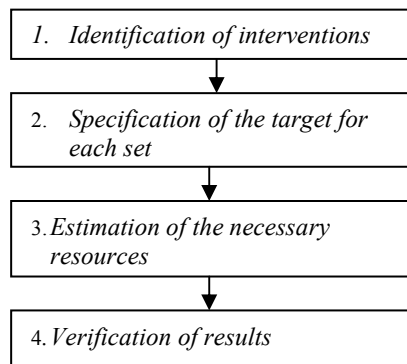 1. Identification of interventions
2. Specification of the target for
each set
3. Estimation of the necessary
resources
4. Verification of results